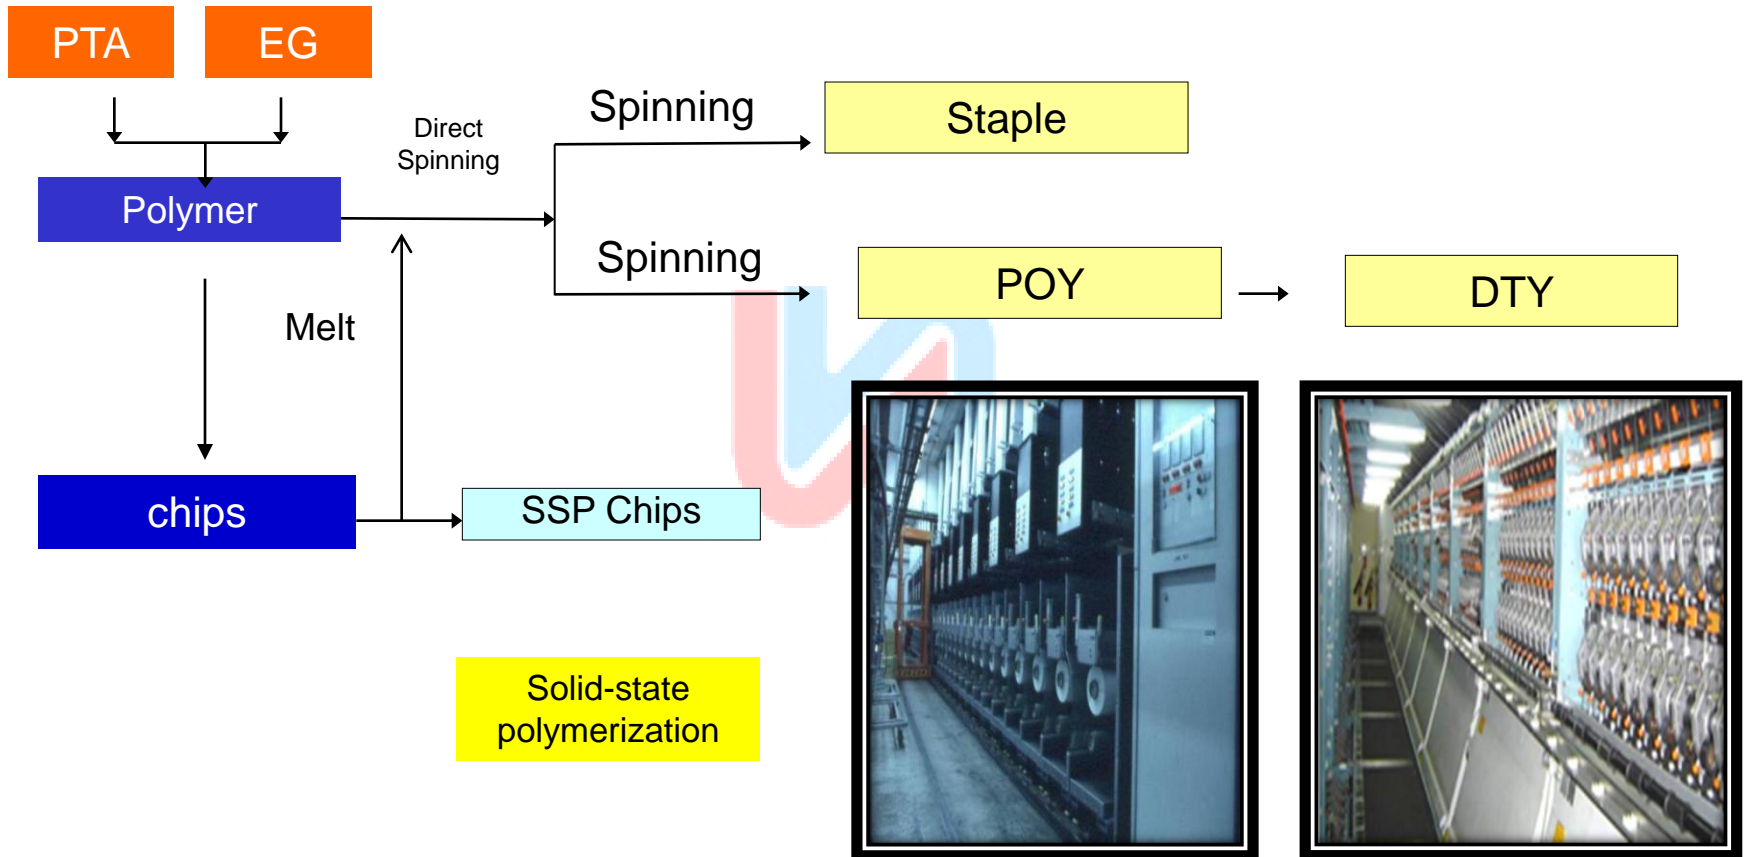 PTA
EG
Direct
Spinning
Spinning
Staple
Polymer
Spinning
POY
DTY
Melt
chips
SSP Chips
Solid-state
polymerization